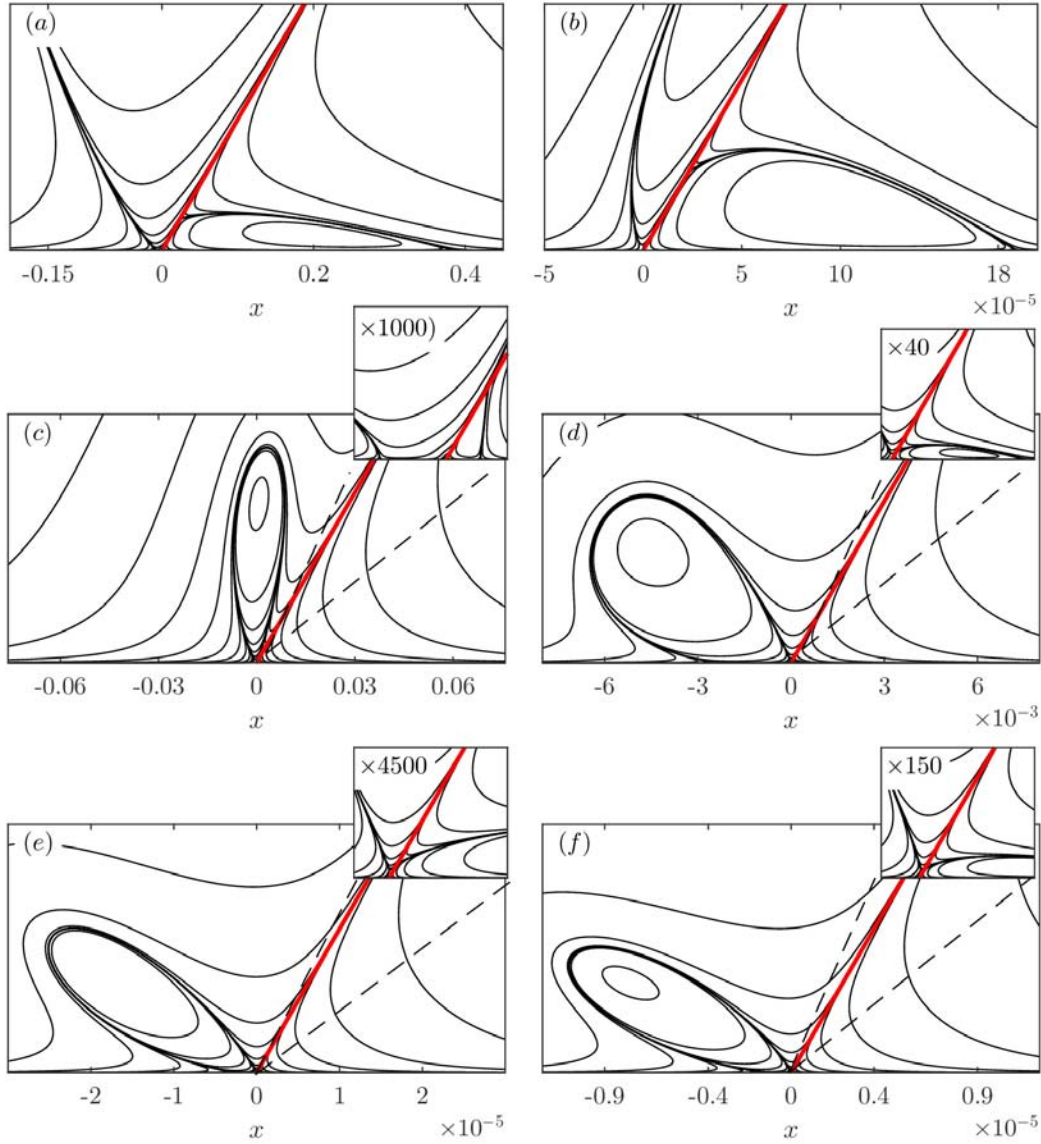 (a) (b)
-0.15 0 0.2 0.4 -5 0 5 10 18
x x ×10⁻⁵
×1000) ×40
(c) (d)
-0.06 -0.03 0 0.03 0.06 -6 -3 0 3 6
x x ×10⁻³
×4500 ×150
(e) (f)
-2 -1 0 1 2 -0.9 -0.4 0 0.4 0.9
x ×10⁻⁵ x ×10⁻⁵